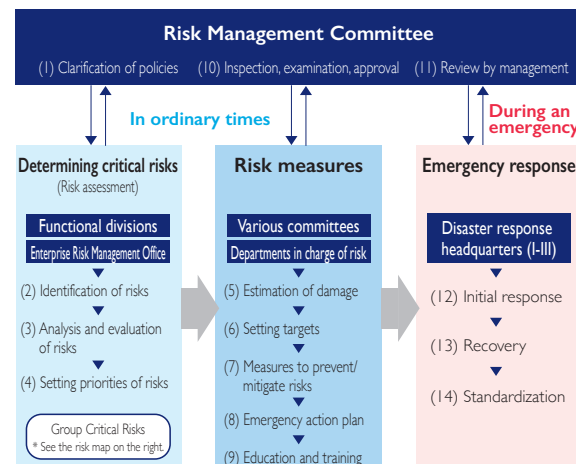 Risk Management Committee
(1) Clarification of policies (10) Inspection, examination, approval (11) Review by management
In ordinary times
During an
emergency
Determining critical risks
(Risk assessment)
Functional divisions
Enterprise Risk Management Office
(2) Identification of risks
(3) Analysis and evaluation
of risks
(4) Setting priorities of risks
Group Critical Risks
* See the risk map on the right.
Risk measures
Various committees
Departments in charge of risk
(5) Estimation of damage
(6) Setting targets
(7) Measures to prevent/
mitigate risks
(8) Emergency action plan
(9) Education and training
Emergency response
Disaster response
headquarters (I-III)
(12) Initial response
(13) Recovery
(14) Standardization